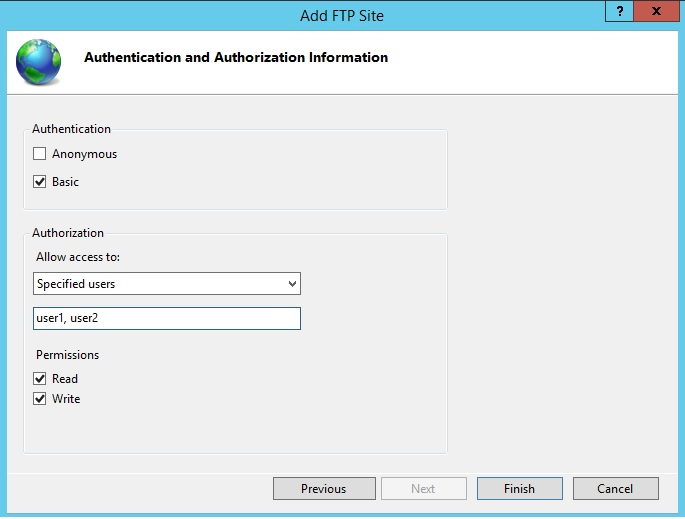 Add FTP Site
? X
Authentication and Authorization Information
Authentication
Anonymous
Basic
Authorization
Allow access to:
Specified users
user1, user2
Permissions
Read
Write
Previous Next Finish Cancel